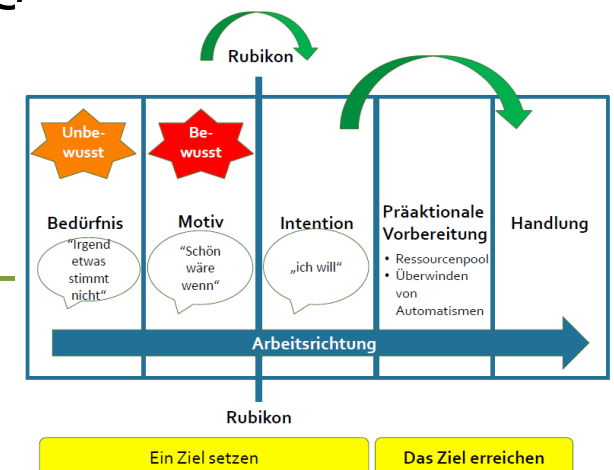 Rubikon
Unbe-
wusst
Be-
wusst
Bedürfnis
"Irgend
etwas
stimmt
nicht"
Motiv
"Schön
wäre
wenn"
Intention
„ich will"
Präaktionale
Vorbereitung
• Ressourcenpool
• Überwinden
von
Automatismen
Handlung
Arbeitsrichtung
Rubikon
Ein Ziel setzen
Das Ziel erreichen